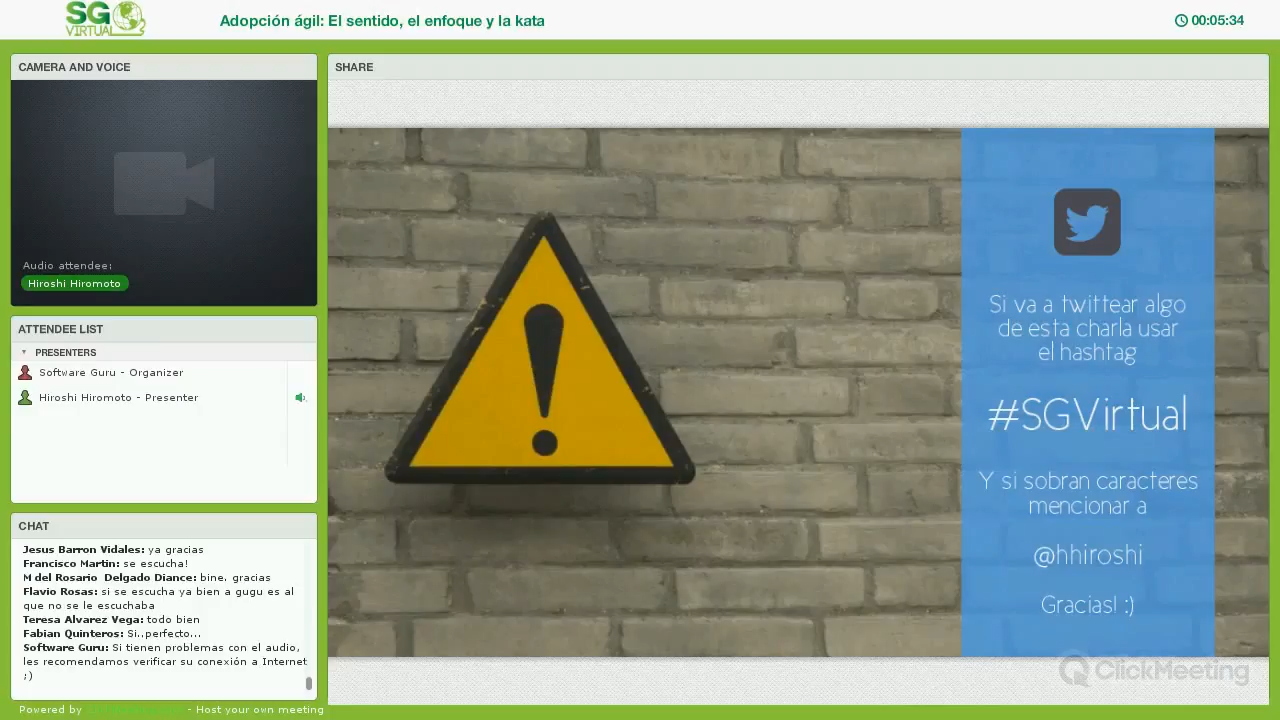 SG
VIRTUAL
Adopción ágil: El sentido, el enfoque y la kata
00:05:34
CAMERA AND VOICE
Audio attendee:
Hiroshi Hiromoto
ATTENDEE LIST
PRESENTERS
Software Guru - Organizer
Hiroshi Hiromoto - Presenter
CHAT
Jesus Barron Vidales: ya gracias
Francisco Martin: se escucha!
M del Rosario Delgado Diance: bine. gracias
Flavio Rosas: si se escucha ya bien a gugu es al
que no se le escuchaba
Teresa Alvarez Vega: todo bien
Fabian Quinteros: Si..perfecto...
Software Guru: Si tienen problemas con el audio,
les recomendamos verificar su conexión a Internet
;)
Powered by - Host your own meeting
SHARE
Si va a twittear algo
de esta charla usar
el hashtag
#SGVirtual
Y si sobran caracteres
mencionar a
@hhiroshi
Gracias! :)
ClickMeeting